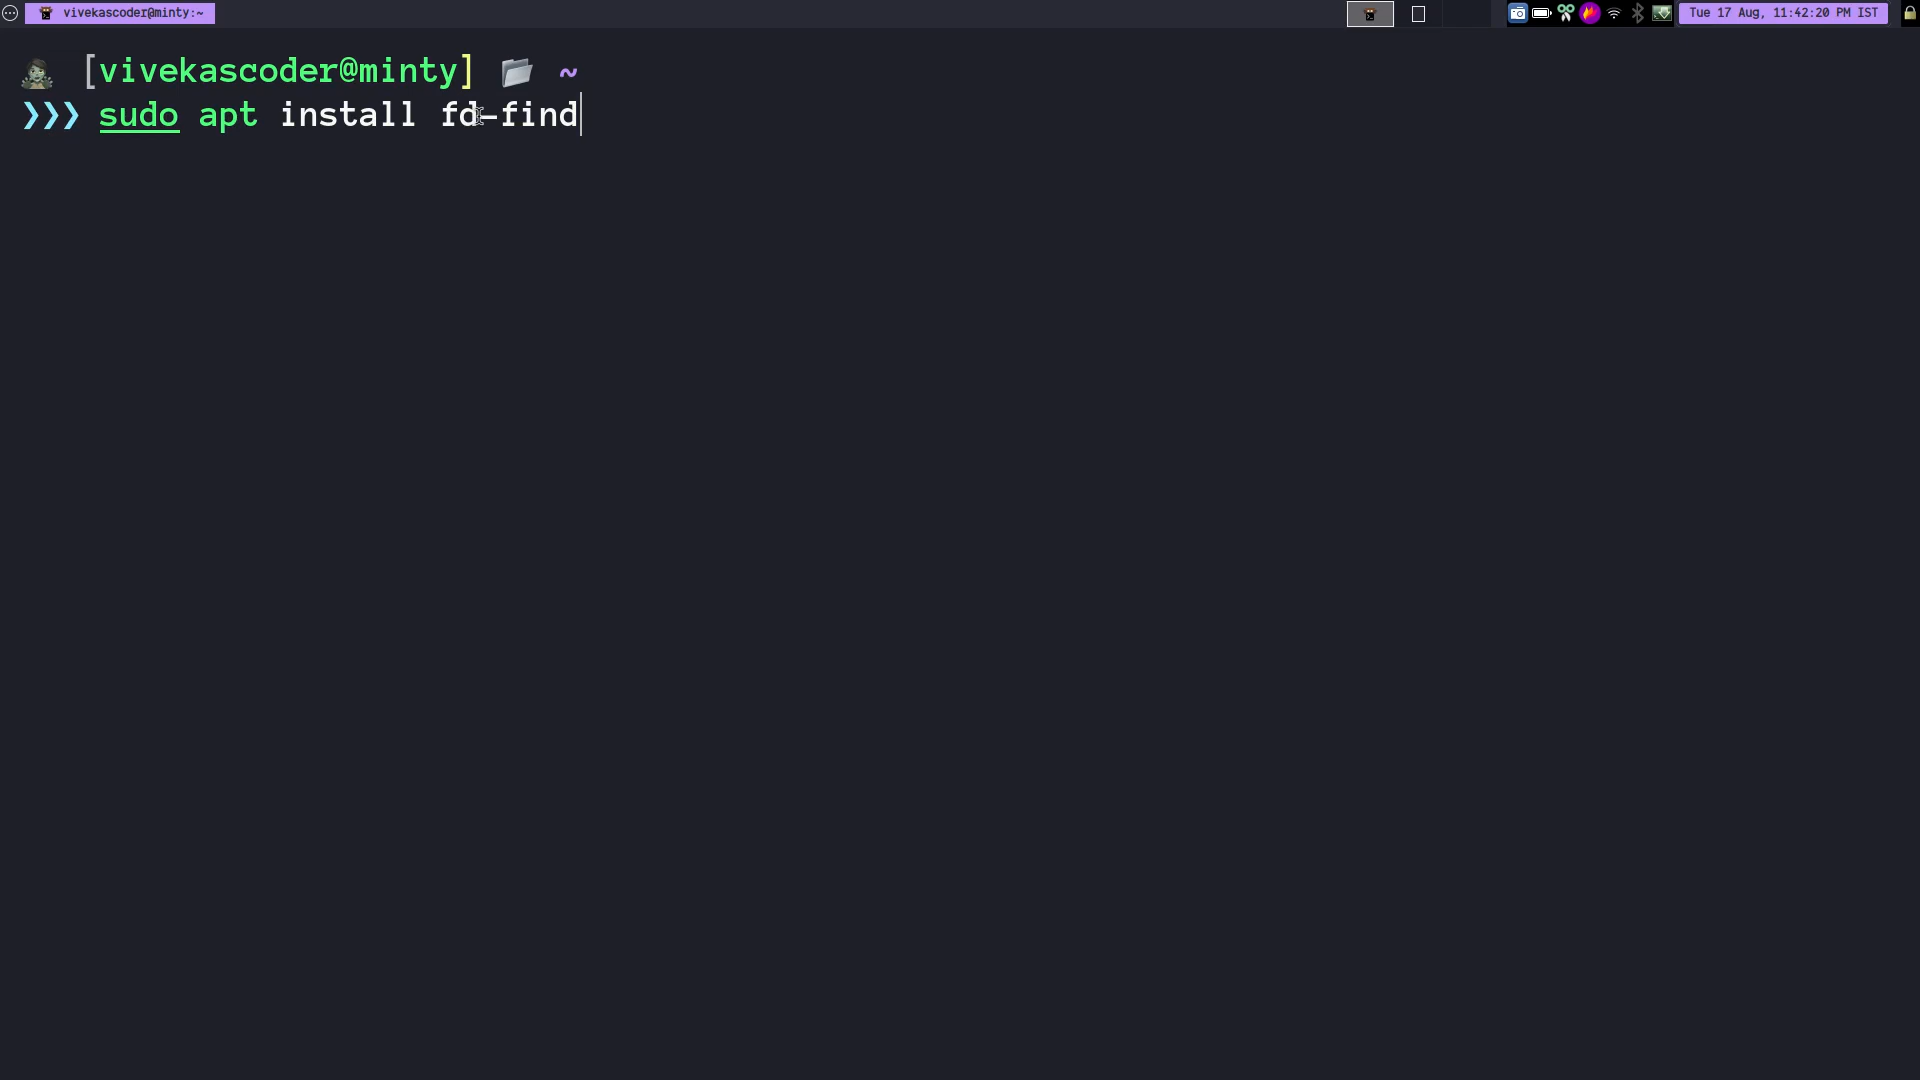 vivekascoder@minty:~
Tue 17 Aug, 11:42:20 PM IST
[vivekascoder@minty] ~
❯❯❯ sudo apt install fd-find